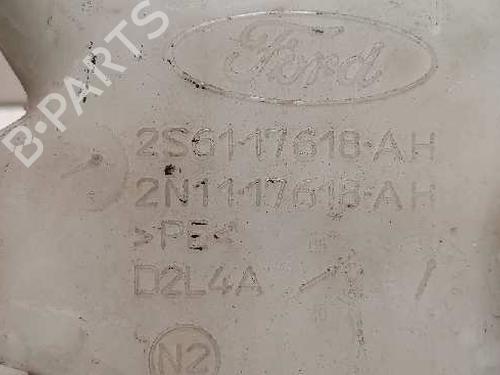 Ford
B-PARTS
2S61-17618-AH
2N11-17618-AH
>PE<
D2L4A
N2